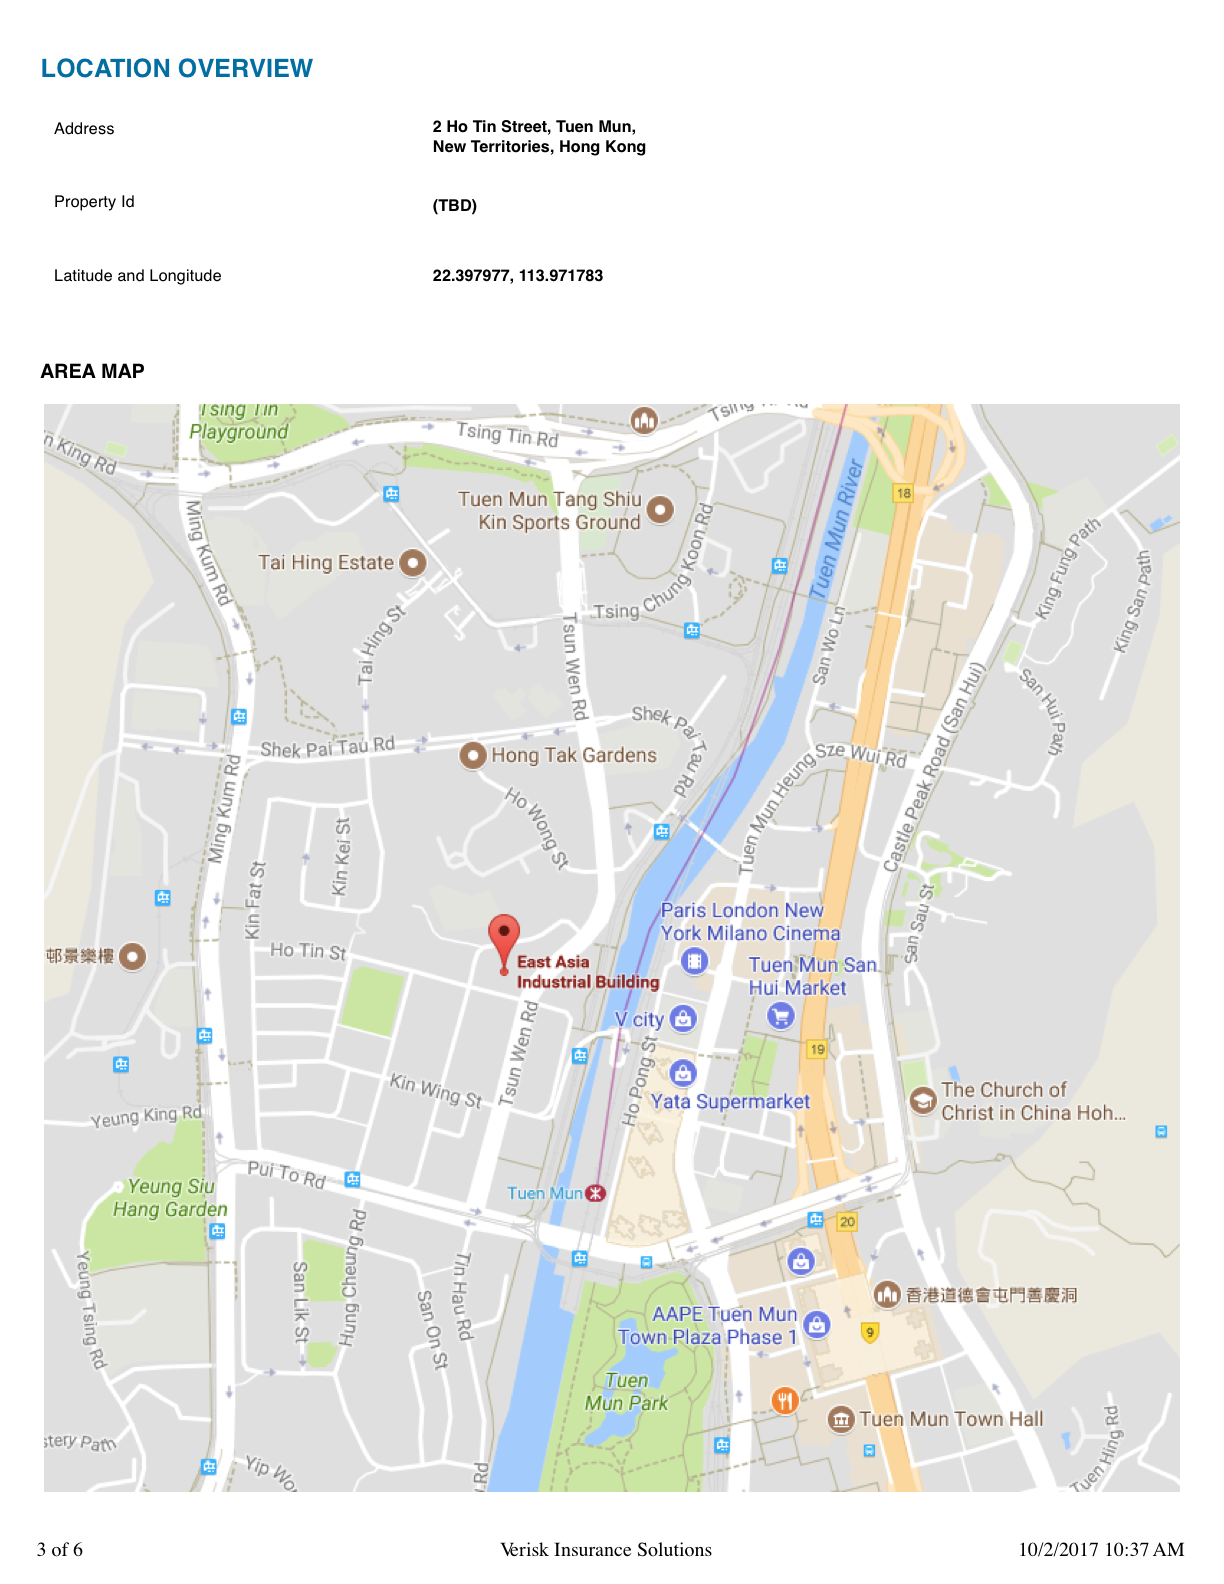 LOCATION OVERVIEW
Address
2 Ho Tin Street, Tuen Mun,
New Territories, Hong Kong
Property Id
(TBD)
Latitude and Longitude
22.397977, 113.971783
AREA MAP
Tsing Tin
Playground
Tsing Tin Rd
Tsing
n King Rd
Tuen Mun Tang Shiu
Kin Sports Ground
Tuen Mun River
18
Ming Kum Rd
Tai Hing Estate
Tsing Chung Koon Rd
King Fung Path
King San Path
Tai Hing St
Tsun Wen Rd
San Wo Ln
San Hui Path
Shek Pai Tau Rd
Shek Pai Tau Rd
Hong Tak Gardens
Sze Wui Rd
Castle Peak Road (San Hui)
Ming Kum Rd
Ho Wong St
Tuen Mun Heung
Kin Kei St
Kin Fat St
San Sau St
Paris London New
York Milano Cinema
Ho Tin St
邨景樂樓
East Asia
Industrial Building
Tuen Mun San
Hui Market
V city
19
Tsun Wen Rd
Ho Pong St
Kin Wing St
Yata Supermarket
The Church of
Christ in China Hoh...
Yeung King Rd
Pui To Rd
Yeung Siu
Hang Garden
Tuen Mun
20
Hung Cheung Rd
San Lik St
San On St
Tin Hau Rd
Yeung Tsing Rd
香港道德會屯門善慶洞
AAPE Tuen Mun
Town Plaza Phase 1
9
Tuen
Mun Park
Tuen Mun Town Hall
stery Path
Yip Wo
Rd
Tuen Hing Rd
3 of 6
Verisk Insurance Solutions
10/2/2017 10:37 AM